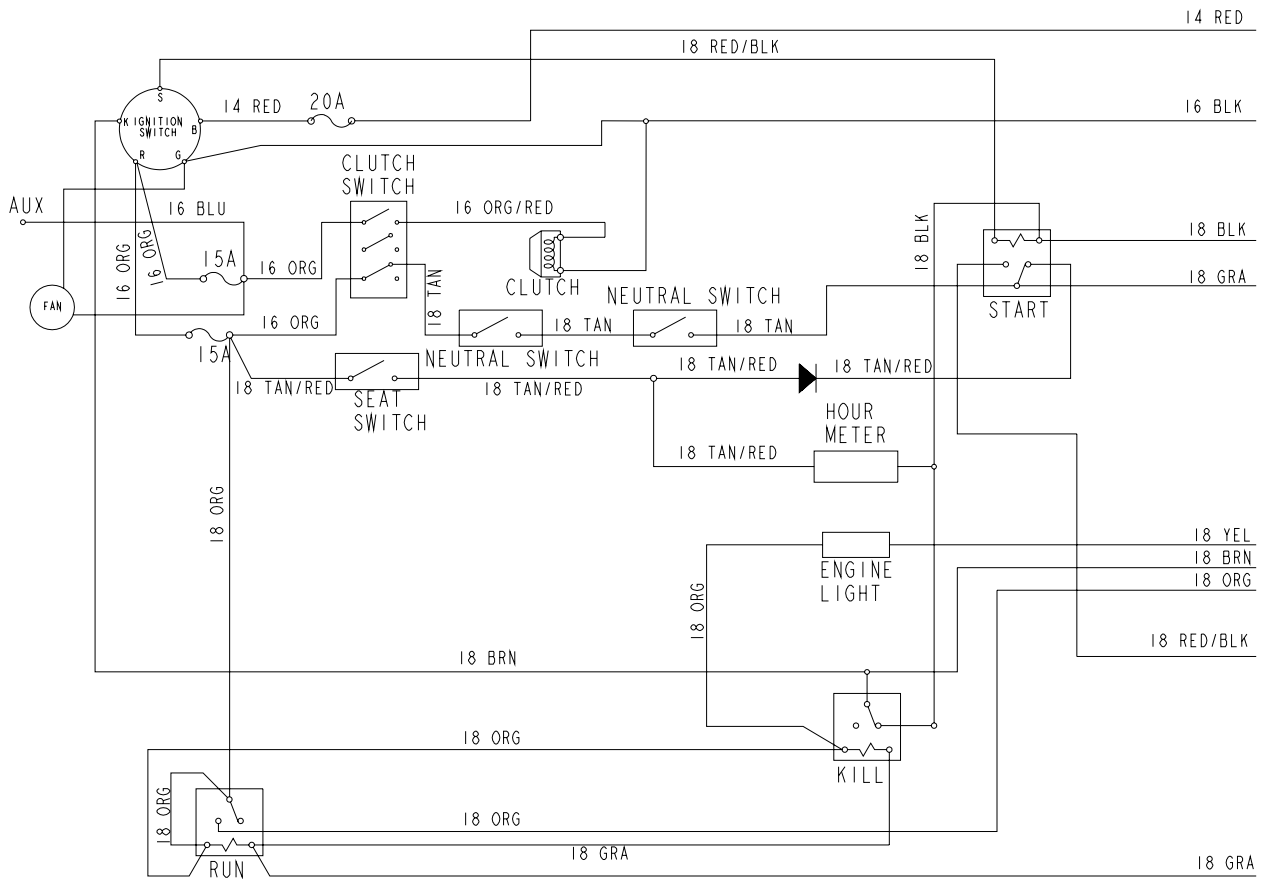 14 RED
18 RED/BLK
S
14 RED
20A
K IGNITION
SWITCH
B
R
G
16 BLK
CLUTCH
SWITCH
AUX
16 BLU
16 ORG/RED
16 ORG
16 ORG
15A
16 ORG
18 TAN
CLUTCH
18 BLK
18 BLK
18 GRA
START
FAN
NEUTRAL SWITCH
16 ORG
18 TAN
18 TAN
15A
NEUTRAL SWITCH
18 TAN/RED
18 TAN/RED
18 TAN/RED
18 TAN/RED
SEAT
SWITCH
HOUR
METER
18 TAN/RED
18 ORG
18 YEL
18 BRN
18 ORG
ENGINE
LIGHT
18 ORG
18 RED/BLK
18 BRN
18 ORG
KILL
18 ORG
18 ORG
18 GRA
RUN
18 GRA